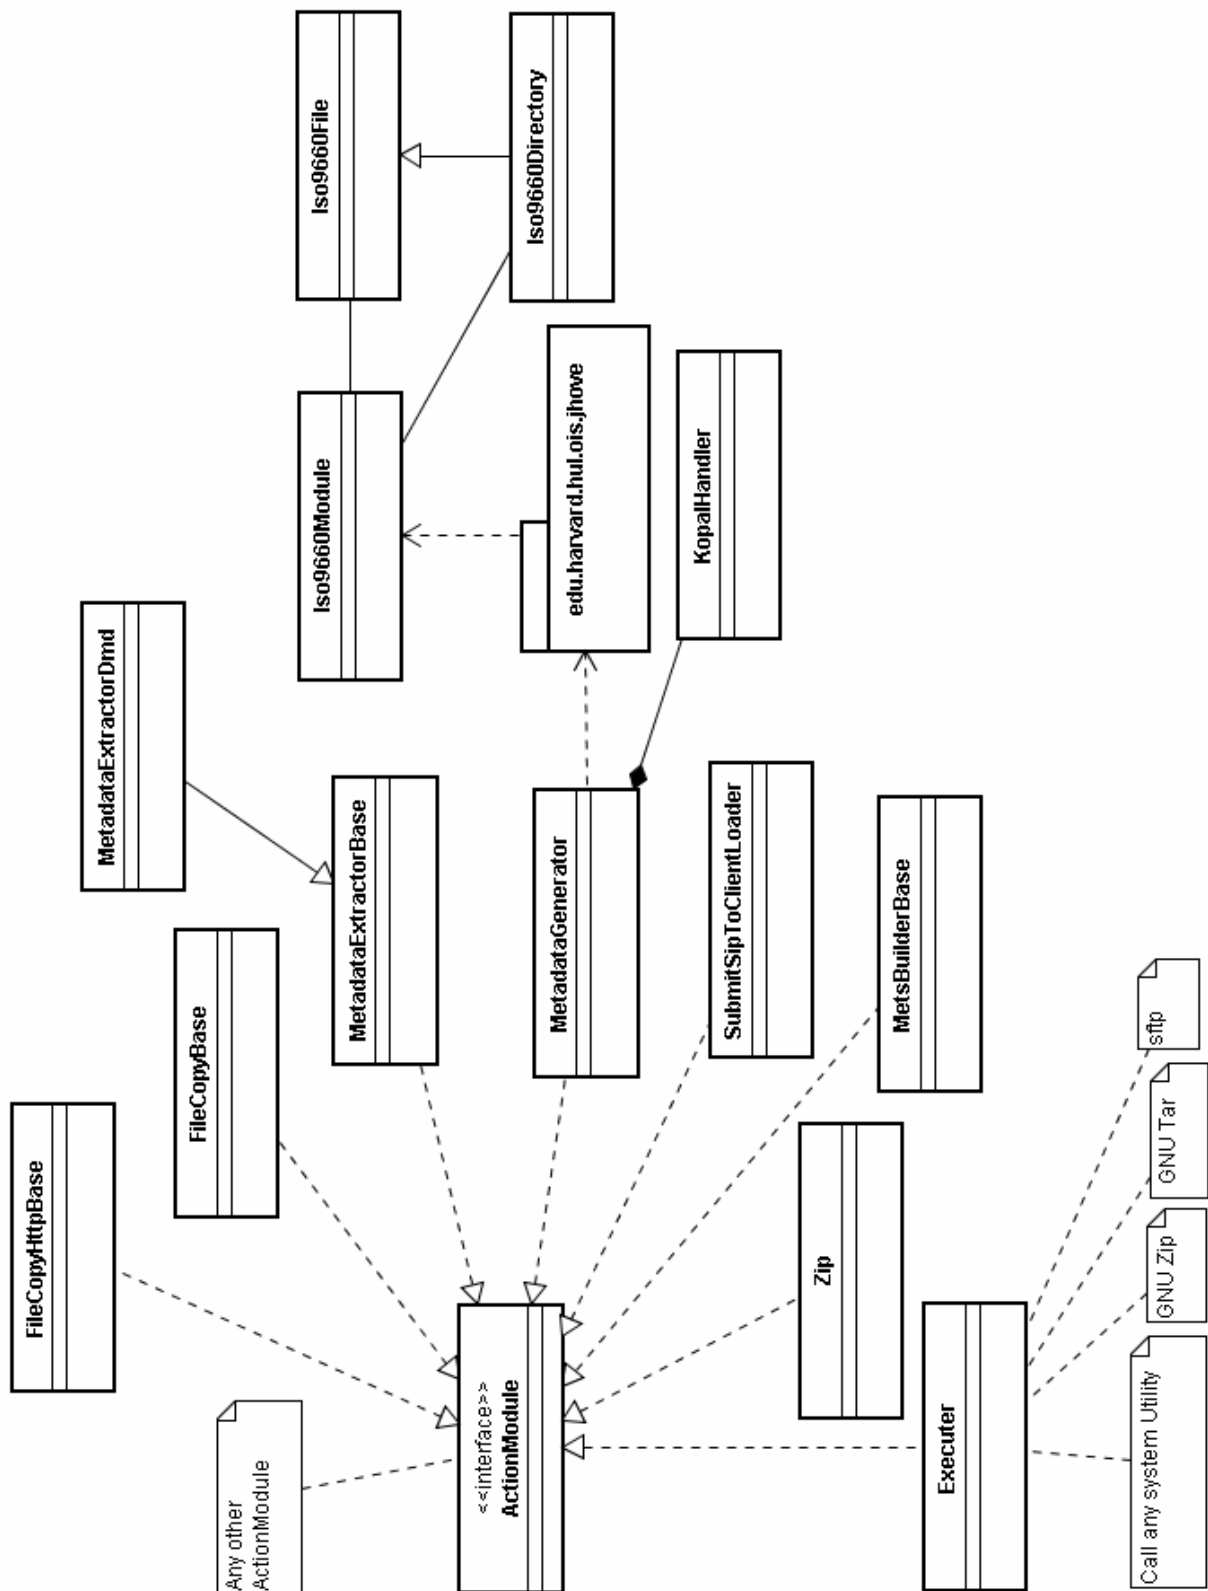 Any other
ActionModule
FileCopyHttpBase
FileCopyBase
MetadataExtractorDmd
<<interface>>
ActionModule
MetadataExtractorBase
Iso9660Module
Iso9660File
MetadataGenerator
edu.harvard.hul.ois.jhove
Iso9660Directory
KopalHandler
SubmitSipToClientLoader
Zip
MetsBuilderBase
Executer
Call any system Utility
GNU Zip
GNU Tar
sftp